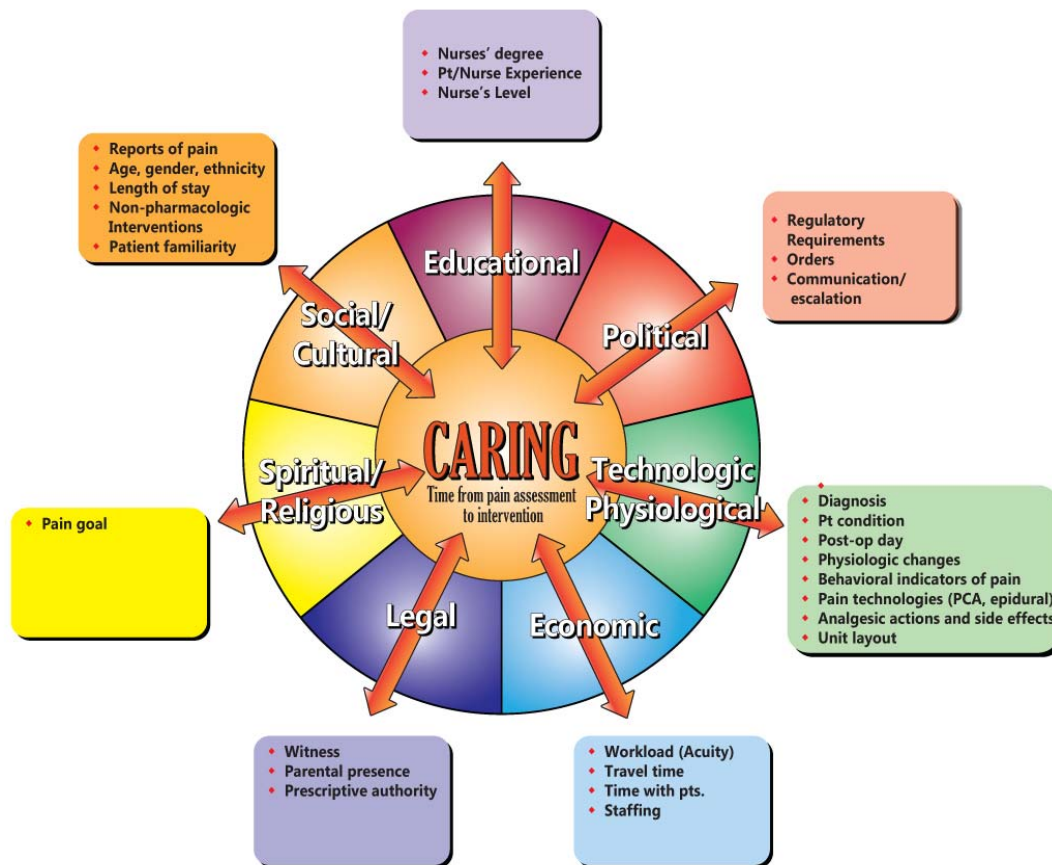 Nurses' degree
Pt/Nurse Experience
Nurse's Level
Reports of pain
Age, gender, ethnicity
Length of stay
Non-pharmacologic
Interventions
Patient familiarity
Regulatory
Requirements
Orders
Communication/
escalation
Educational
Social/
Cultural
Political
CARING
Time from pain assessment
to intervention
Spiritual/
Religious
Technologic
Physiological
Legal
Economic
Pain goal
Diagnosis
Pt condition
Post-op day
Physiologic changes
Behavioral indicators of pain
Pain technologies (PCA, epidural)
Analgesic actions and side effects
Unit layout
Witness
Parental presence
Prescriptive authority
Workload (Acuity)
Travel time
Time with pts.
Staffing